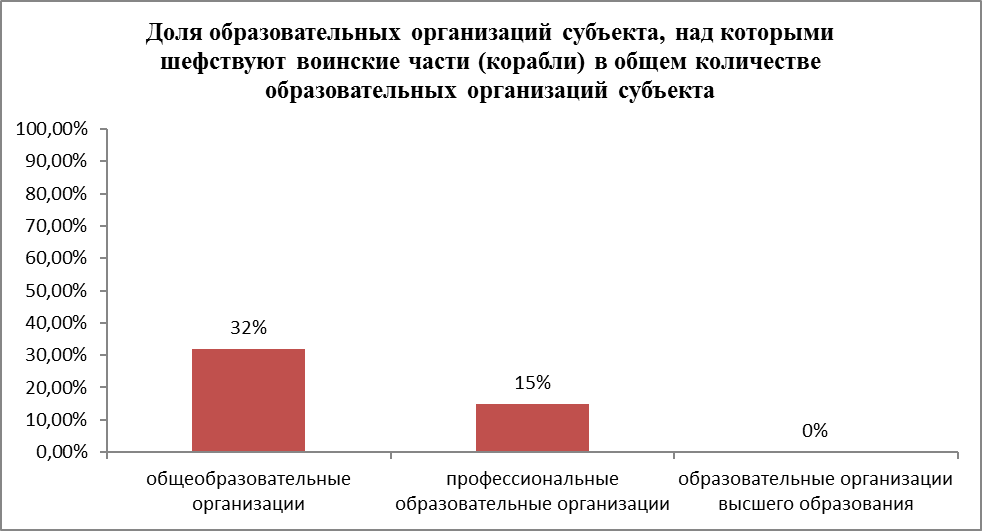 Доля образовательных организаций субъекта, над которыми
шефствуют воинские части (корабли) в общем количестве
образовательных организаций субъекта
100,00%
90,00%
80,00%
70,00%
60,00%
50,00%
40,00%
30,00%
20,00%
10,00%
0,00%
32%
15%
0%
общеобразовательные
организации
профессиональные
образовательные организации
образовательные организации
высшего образования